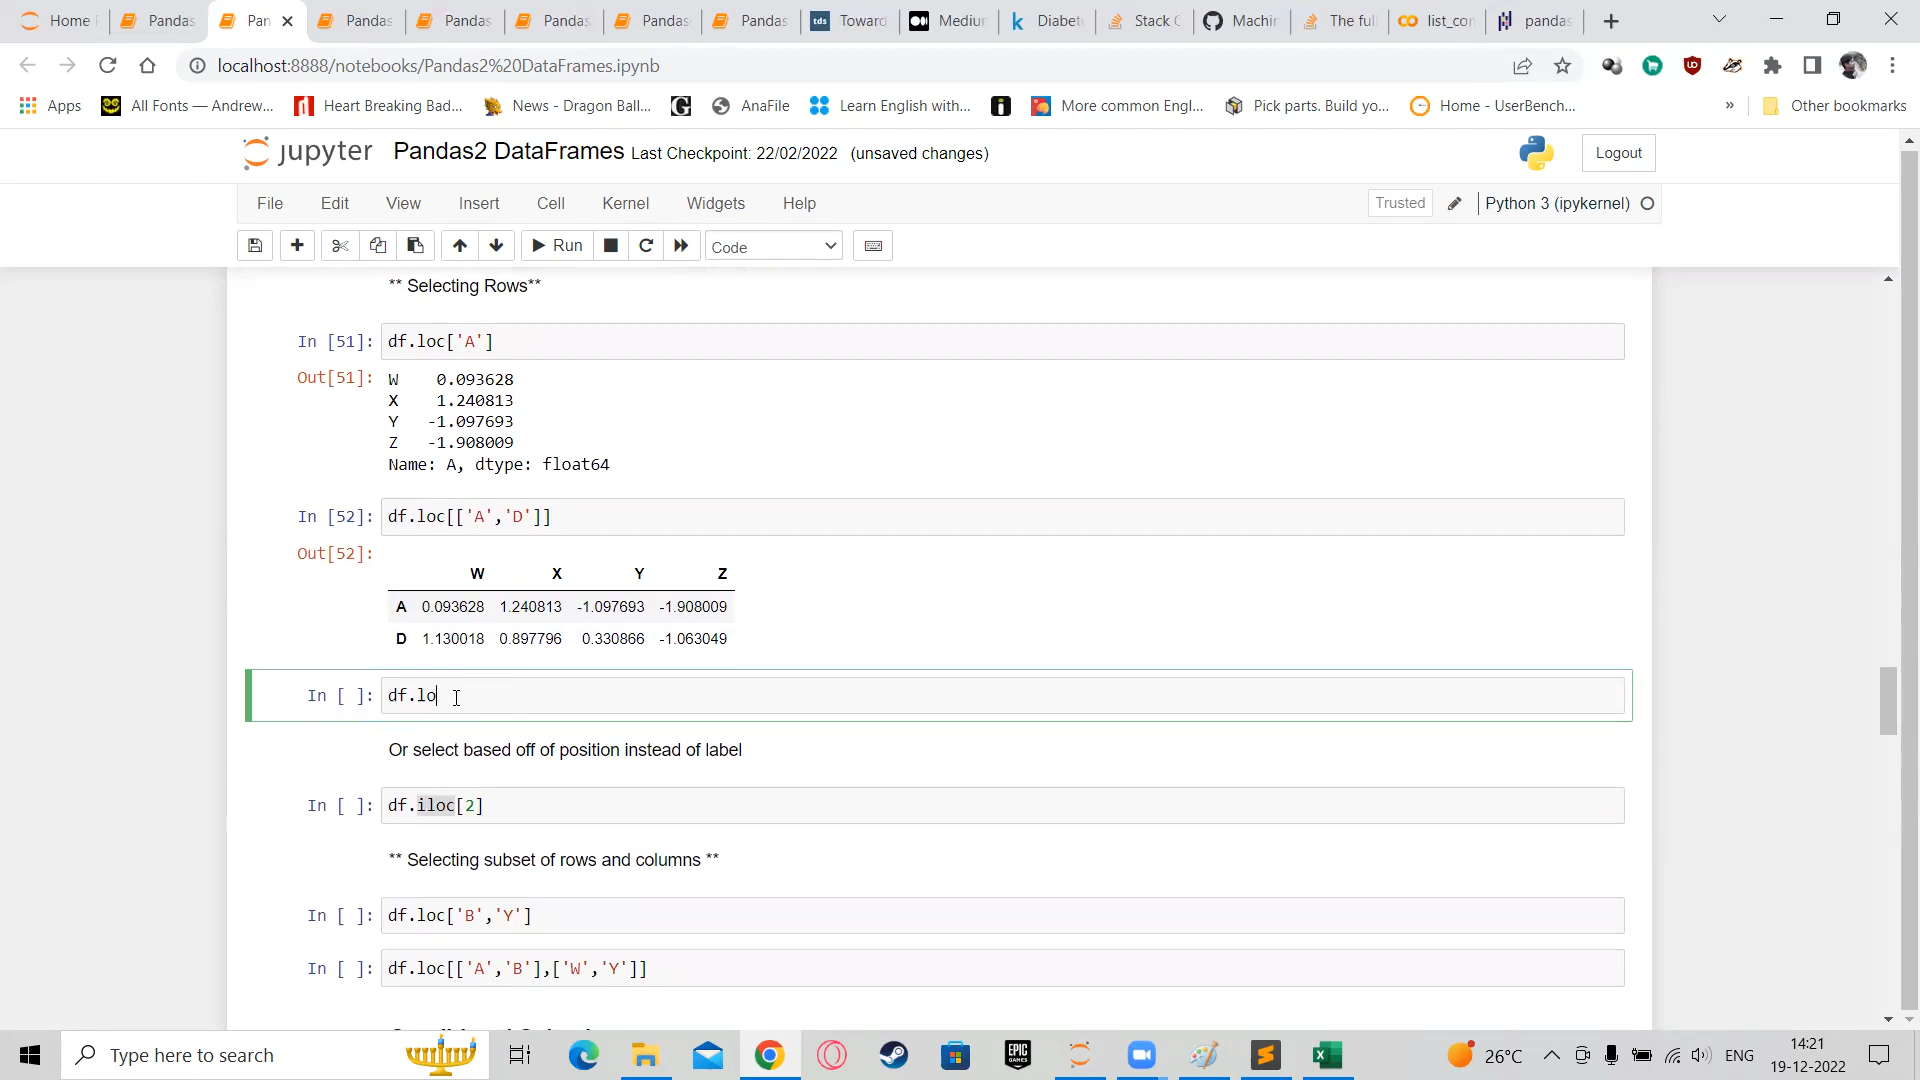 Home Pandas Pan Pandas Pandas Pandas Pandas Pandas Toward Medium Diabet Stack O Machin The full list_con pandas
localhost:8888/notebooks/Pandas2%20DataFrames.ipynb
Apps All Fonts — Andrew... Heart Breaking Bad... News - Dragon Ball... AnaFile Learn English with... More common Engl... Pick parts. Build yo... Home - UserBench... » Other bookmarks
jupyter Pandas2 DataFrames Last Checkpoint: 22/02/2022 (unsaved changes) Logout
File Edit View Insert Cell Kernel Widgets Help Trusted Python 3 (ipykernel)
Run Code
** Selecting Rows**
In [51]: df.loc['A']
Out[51]: W 0.093628
X 1.240813
Y -1.097693
Z -1.908009
Name: A, dtype: float64
In [52]: df.loc[['A','D']]
Out[52]:
W X Y Z
A 0.093628 1.240813 -1.097693 -1.908009
D 1.130018 0.897796 0.330866 -1.063049
In [ ]: df.lo
Or select based off of position instead of label
In [ ]: df.iloc[2]
** Selecting subset of rows and columns **
In [ ]: df.loc['B','Y']
In [ ]: df.loc[['A','B'],['W','Y']]
Type here to search 26°C ENG 14:21
19-12-2022